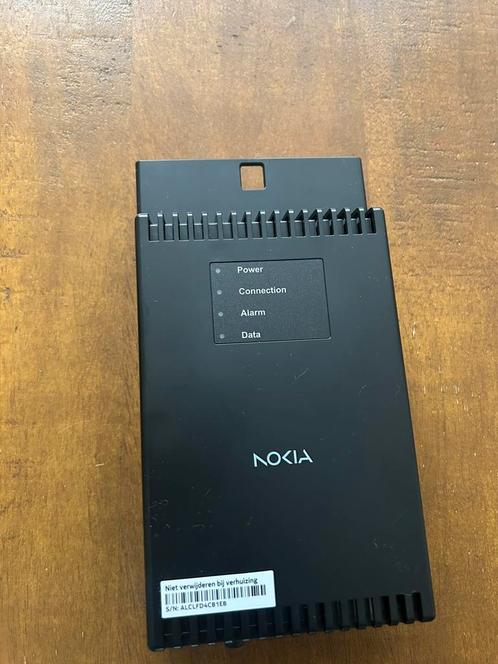 Power
Connection
Alarm
Data
NOKIA
Niet verwijderen bij verhuizing
S/N: ALCLFD4CB1E8